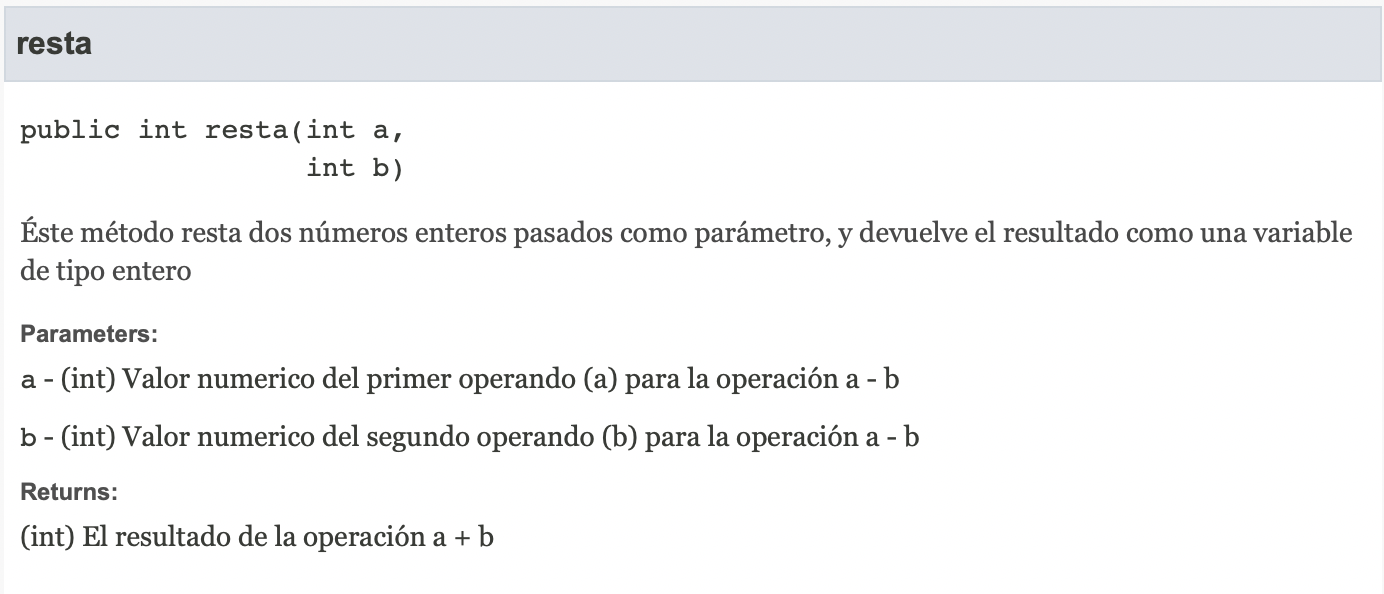 resta
public int resta(int a,
int b)
Éste método resta dos números enteros pasados como parámetro, y devuelve el resultado como una variable
de tipo entero
Parameters:
a - (int) Valor numerico del primer operando (a) para la operación a - b
b - (int) Valor numerico del segundo operando (b) para la operación a - b
Returns:
(int) El resultado de la operación a + b